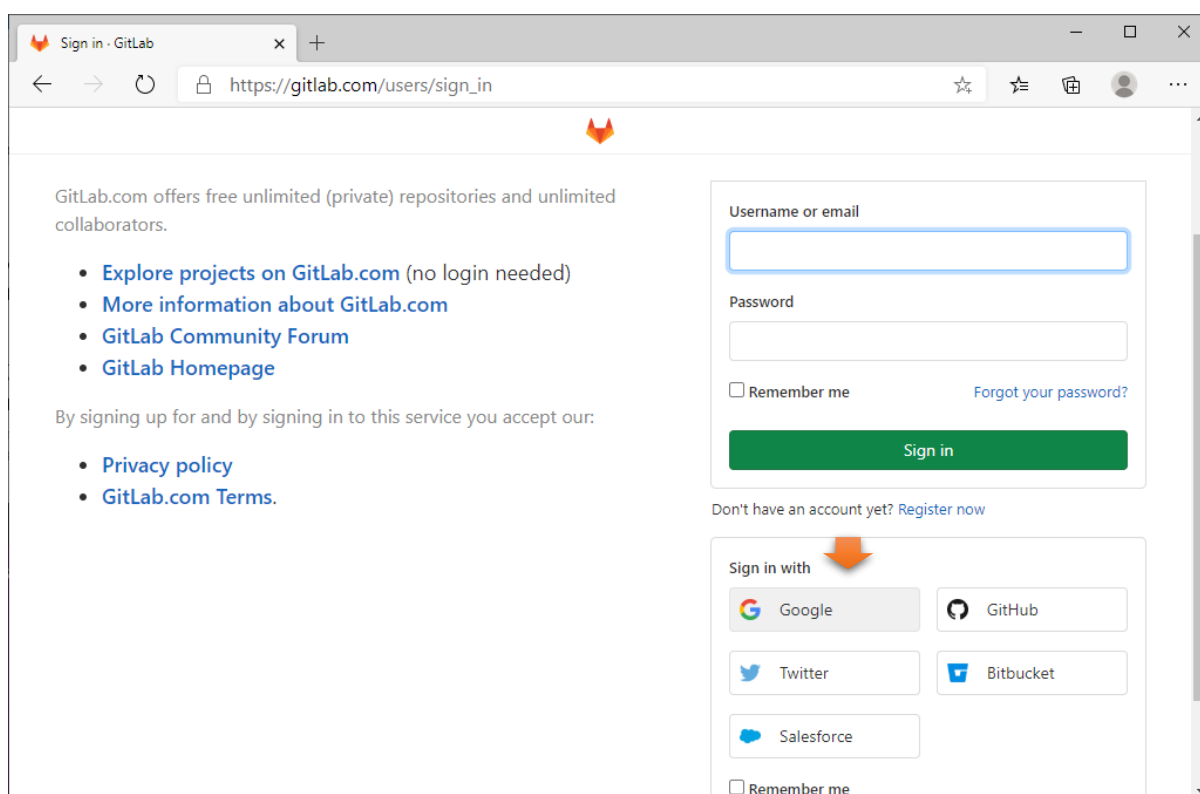 Sign in · GitLab
https://gitlab.com/users/sign_in
GitLab.com offers free unlimited (private) repositories and unlimited
collaborators.
• Explore projects on GitLab.com (no login needed)
• More information about GitLab.com
• GitLab Community Forum
• GitLab Homepage
By signing up for and by signing in to this service you accept our:
• Privacy policy
• GitLab.com Terms.
Username or email
Password
Remember me
Forgot your password?
Sign in
Don't have an account yet? Register now
Sign in with
Google
GitHub
Twitter
Bitbucket
Salesforce
Remember me